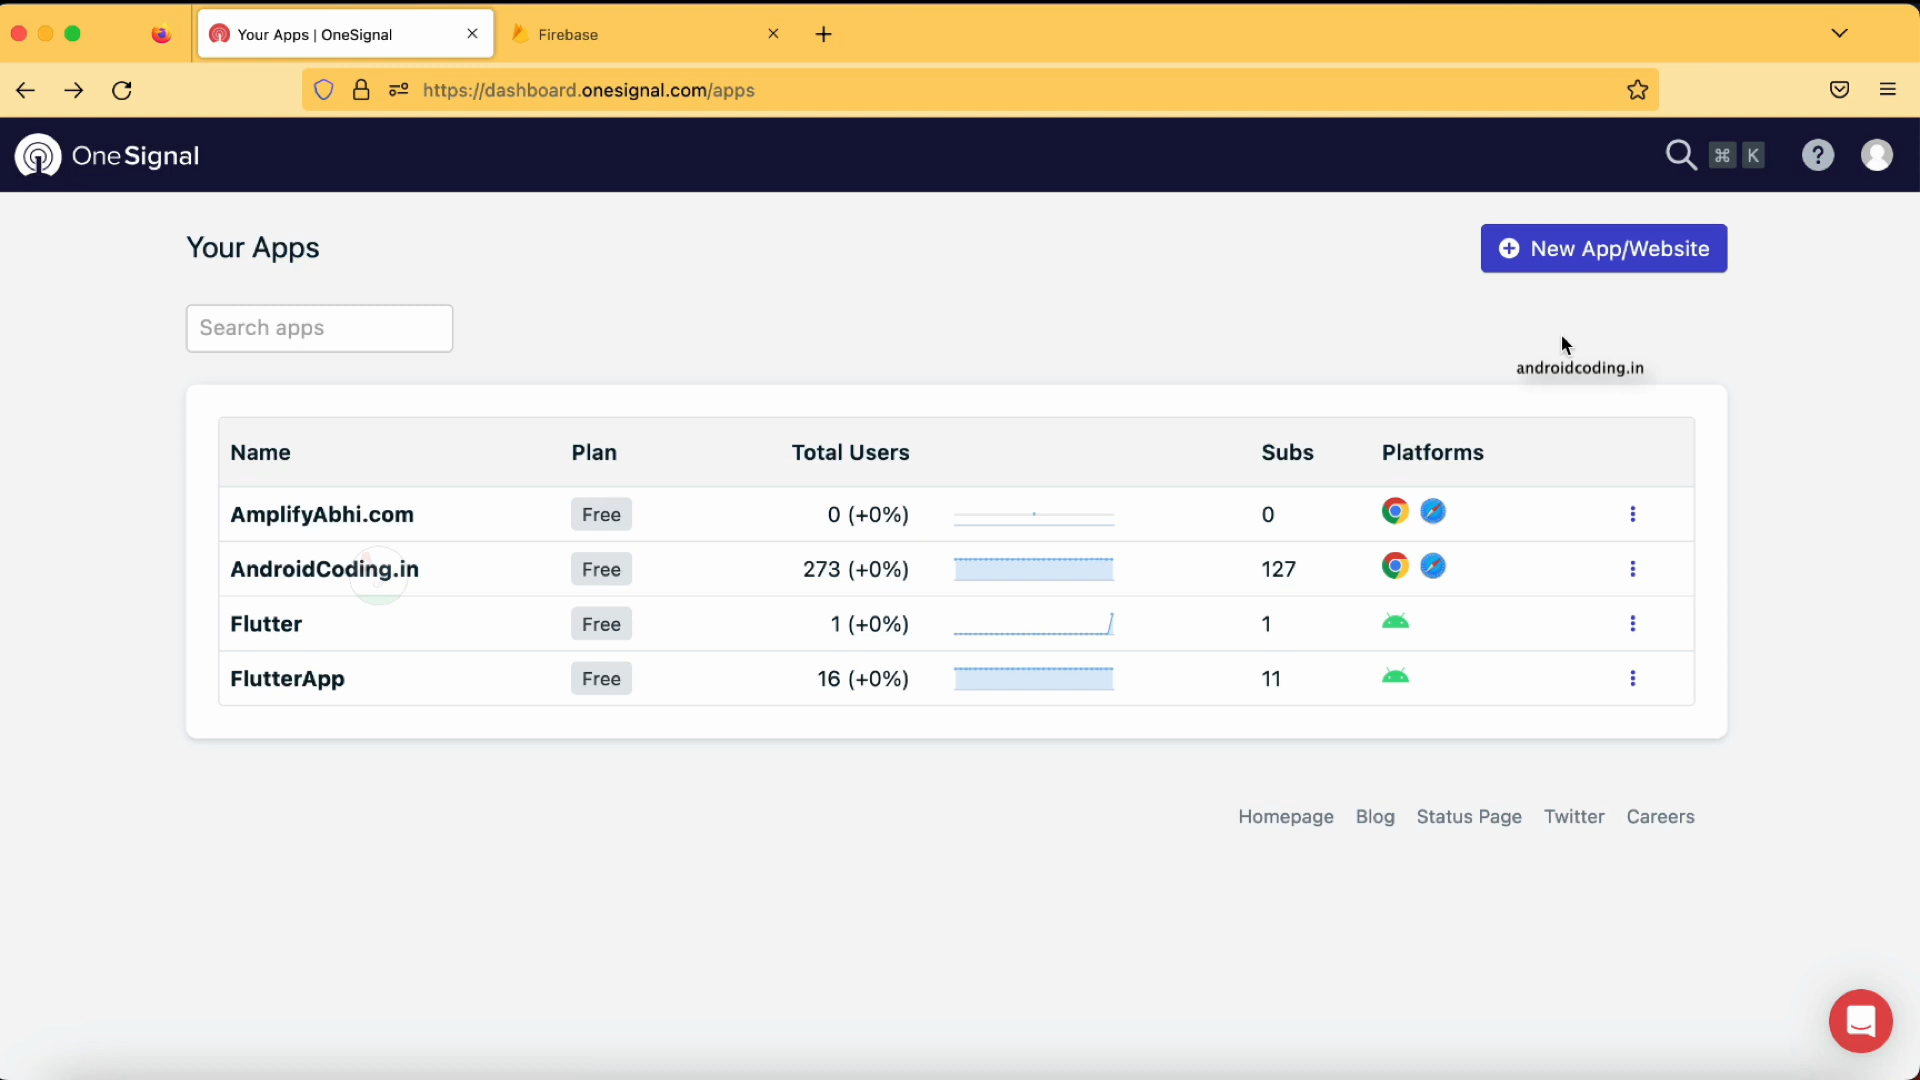 Your Apps | OneSignal
Firebase
https://dashboard.onesignal.com/apps
OneSignal
⌘ K
?
Your Apps
New App/Website
Search apps
androidcoding.in
Name Plan Total Users Subs Platforms
AmplifyAbhi.com Free 0 (+0%) 0
AndroidCoding.in Free 273 (+0%) 127
Flutter Free 1 (+0%) 1
FlutterApp Free 16 (+0%) 11
Homepage Blog Status Page Twitter Careers